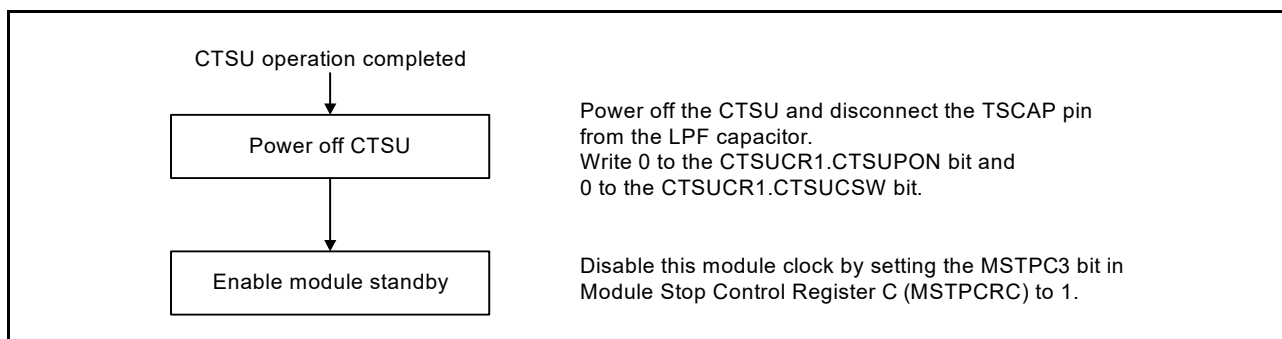 CTSU operation completed
Power off CTSU
Power off the CTSU and disconnect the TSCAP pin
from the LPF capacitor.
Write 0 to the CTSUCR1.CTSUPON bit and
0 to the CTSUCR1.CTSUCSW bit.
Enable module standby
Disable this module clock by setting the MSTPC3 bit in
Module Stop Control Register C (MSTPCRC) to 1.